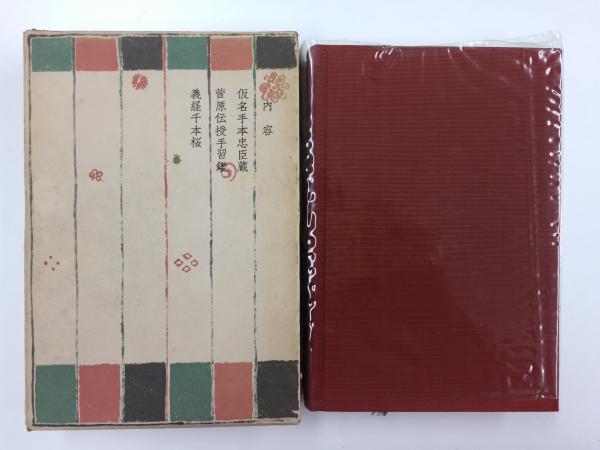 内容
仮名手本忠臣蔵
菅原伝授手習鑑
義経千本桜